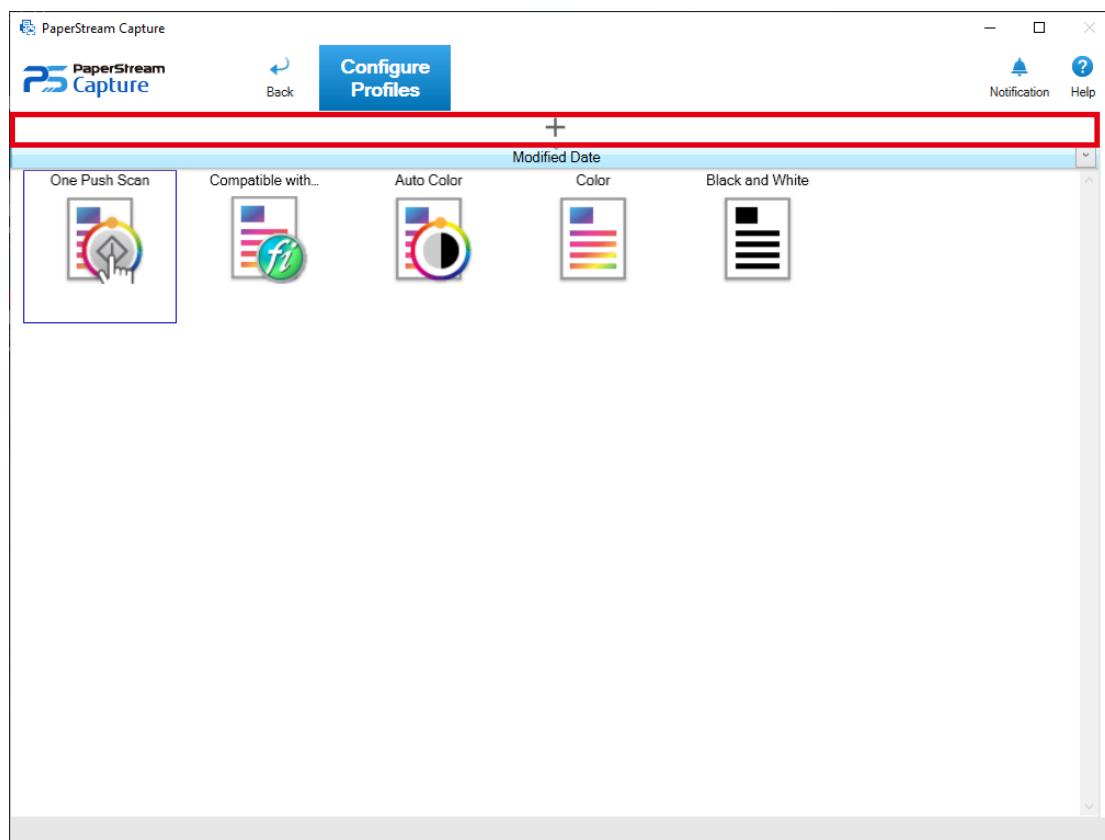 PaperStream Capture
PaperStream
Capture
Back
Configure
Profiles
Notification
Help
Modified Date
One Push Scan
Compatible with...
Auto Color
Color
Black and White
fi